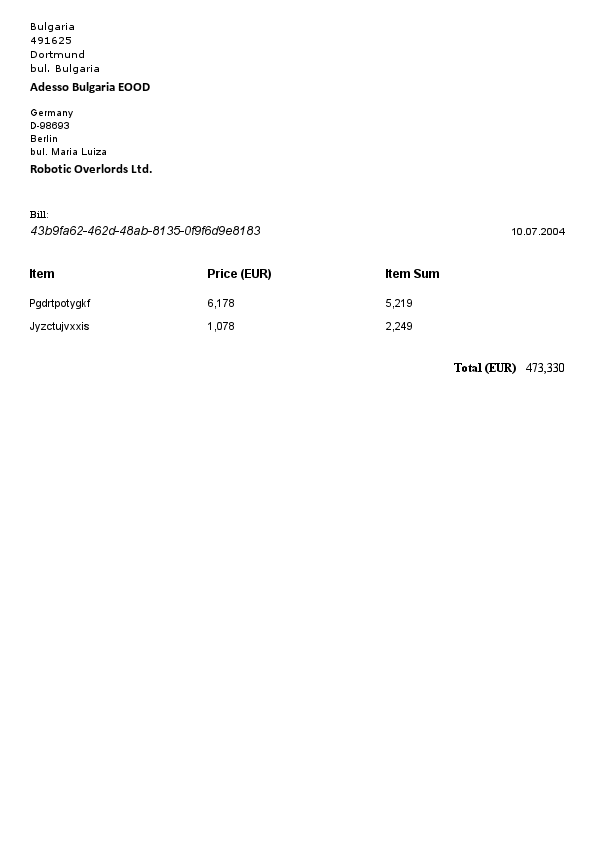 Bulgaria
491625
Dortmund
bul. Bulgaria
Adesso Bulgaria EOOD
Germany
D-98693
Berlin
bul. Maria Luiza
Robotic Overlords Ltd.
Bill:
43b9fa62-462d-48ab-8135-0f9f6d9e8183 10.07.2004
Item Price (EUR) Item Sum
Pgdrtpotygkf 6,178 5,219
Jyzctujvxxis 1,078 2,249
Total (EUR) 473,330